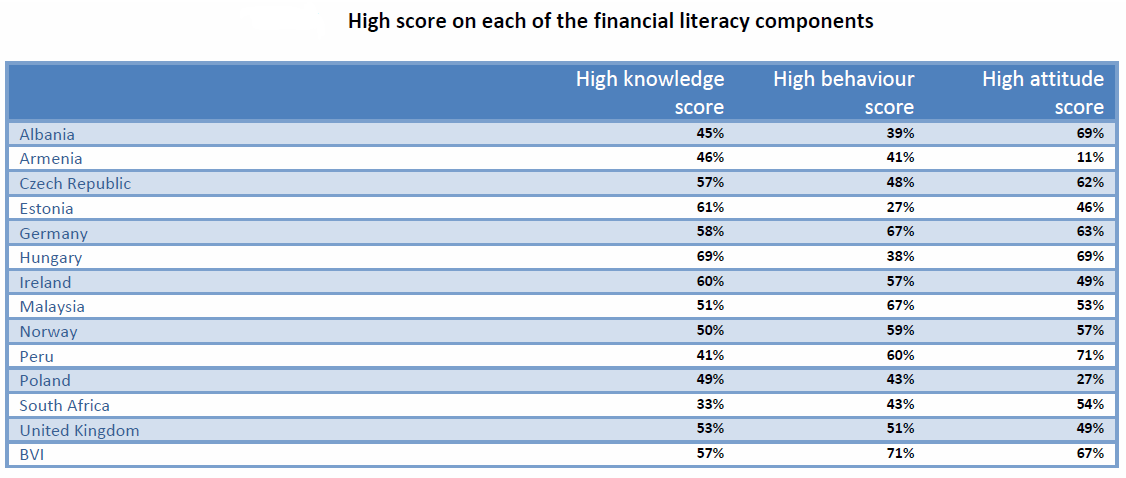 High score on each of the financial literacy components
High knowledge score High behaviour score High attitude score
Albania 45% 39% 69%
Armenia 46% 41% 11%
Czech Republic 57% 48% 62%
Estonia 61% 27% 46%
Germany 58% 67% 63%
Hungary 69% 38% 69%
Ireland 60% 57% 49%
Malaysia 51% 67% 53%
Norway 50% 59% 57%
Peru 41% 60% 71%
Poland 49% 43% 27%
South Africa 33% 43% 54%
United Kingdom 53% 51% 49%
BVI 57% 71% 67%